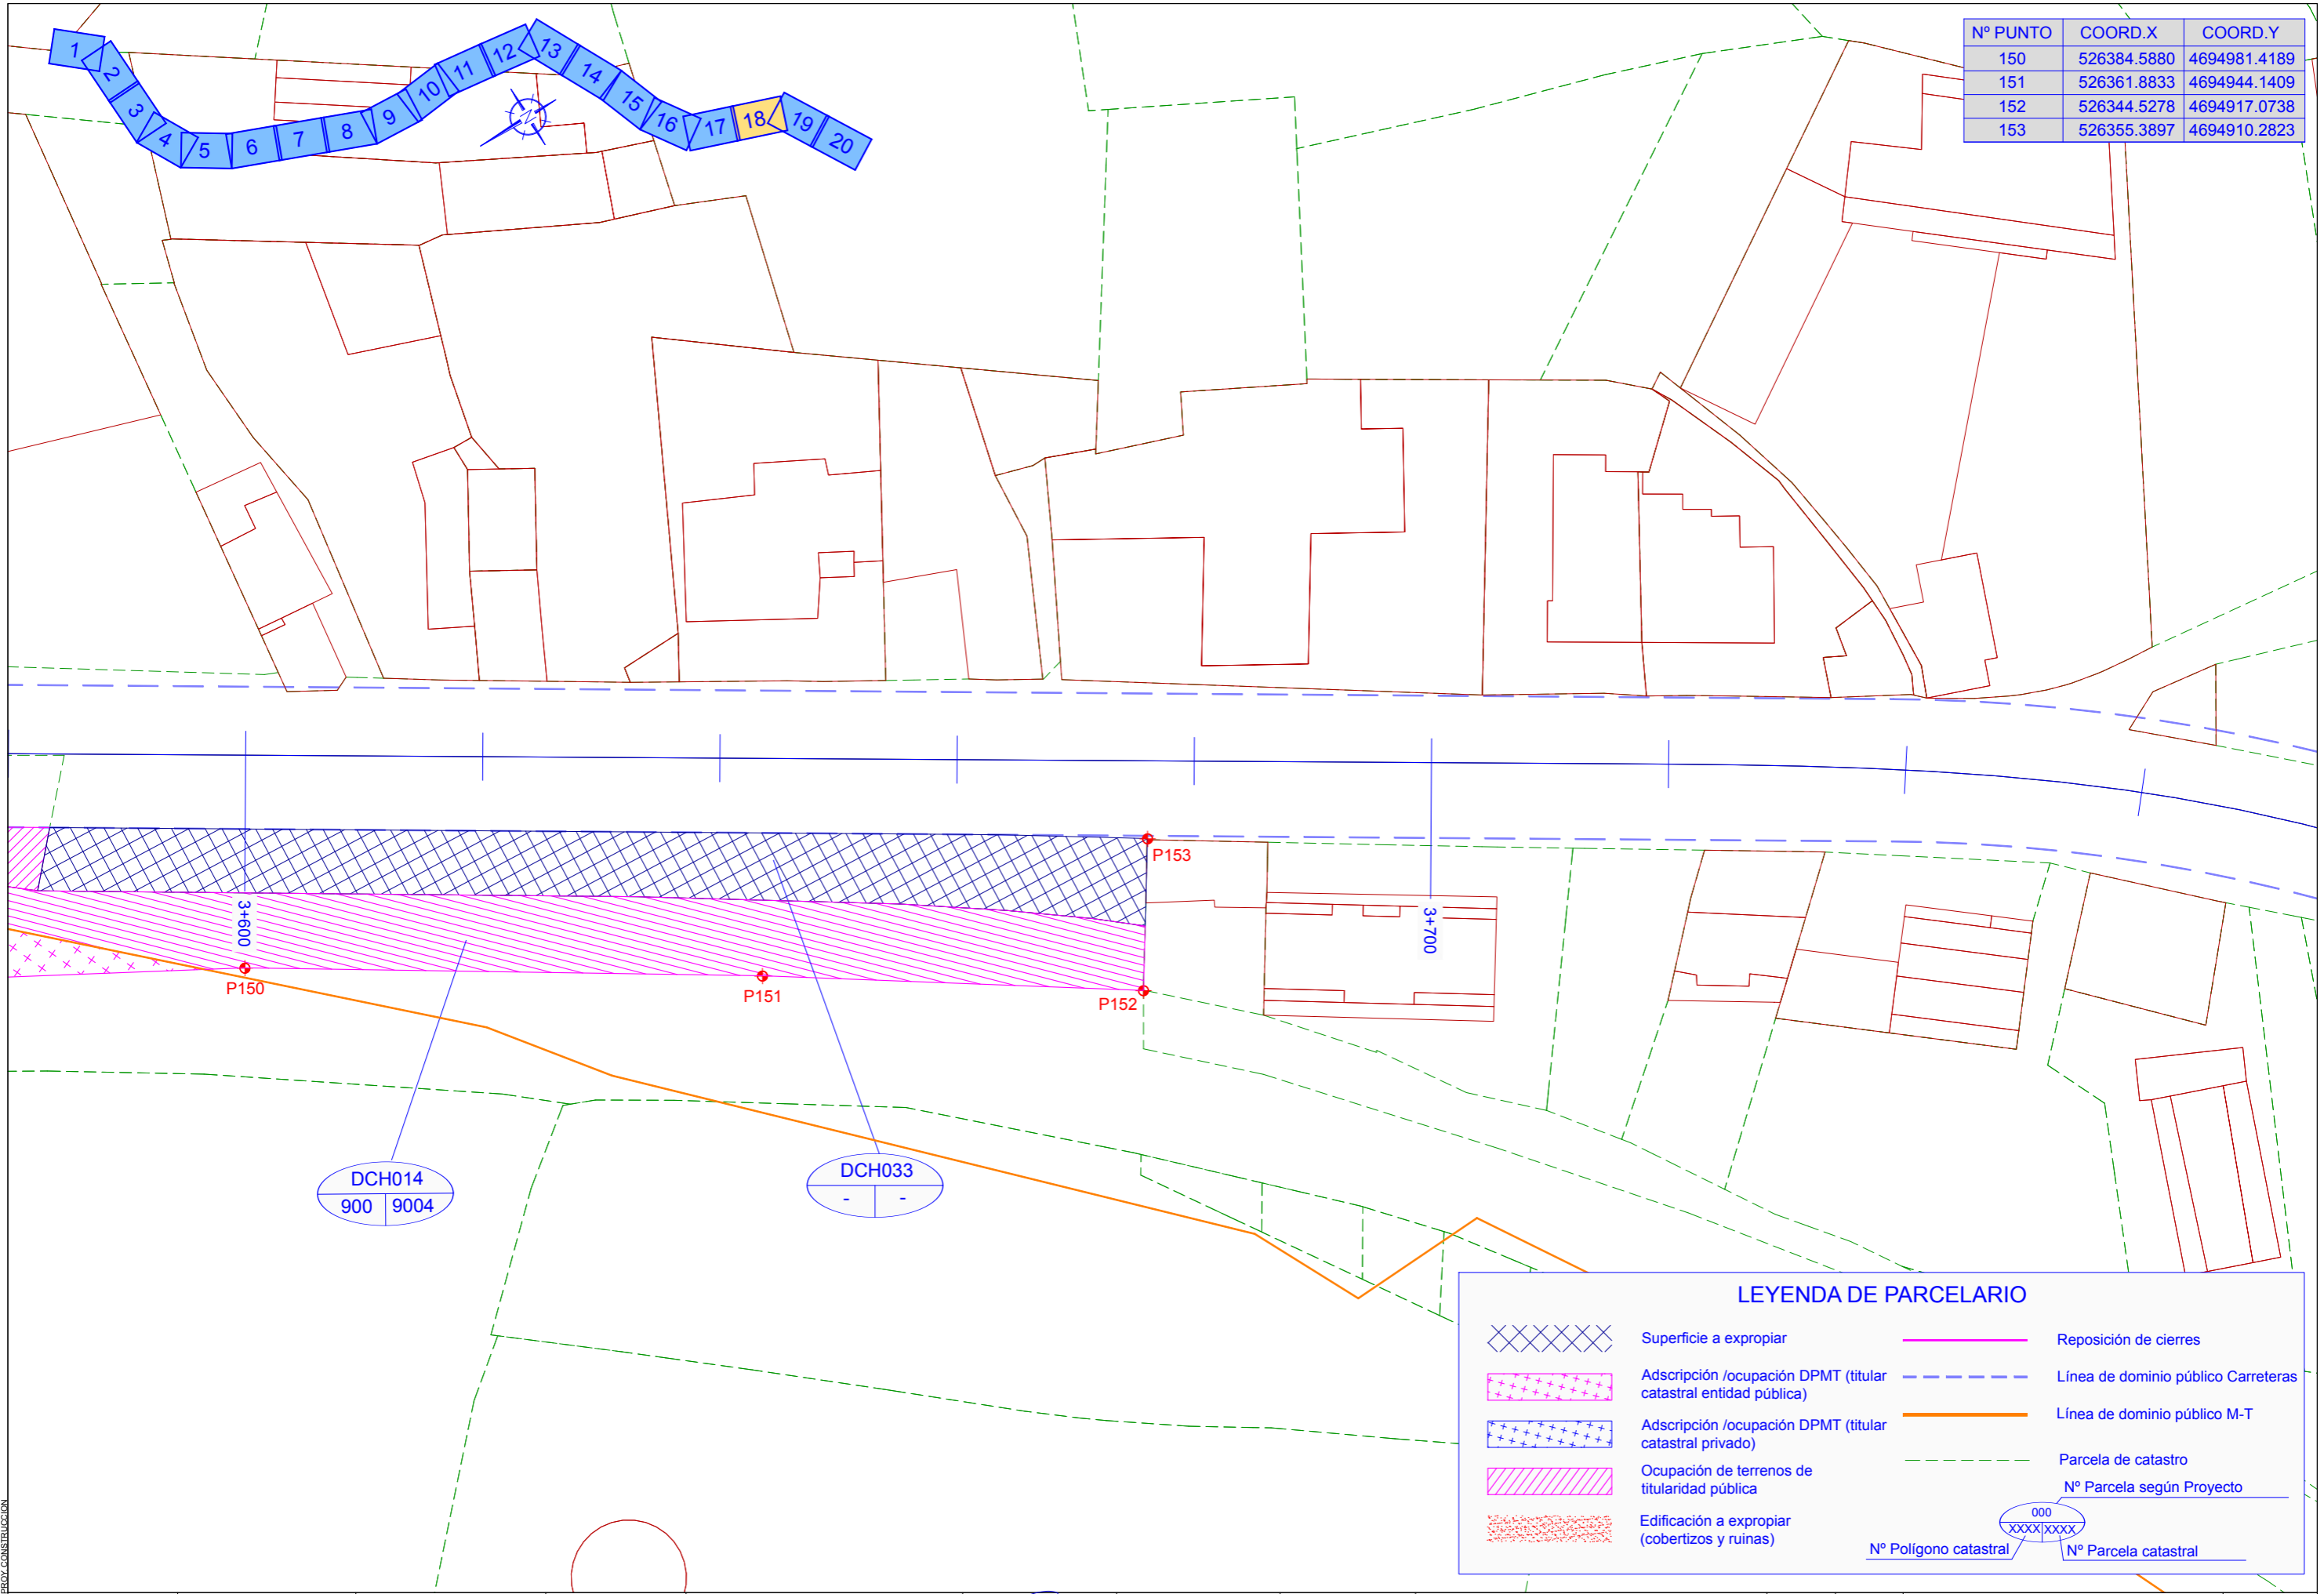 1
2
3
4
5
6
7
8
9
10
11
12
13
14
15
16
17
18
19
20
N
Nº PUNTO COORD.X COORD.Y
150 526384.5880 4694981.4189
151 526361.8833 4694944.1409
152 526344.5278 4694917.0738
153 526355.3897 4694910.2823
P153
3+600
3+700
P150
P151
P152
DCH014
900 9004
DCH033
- -
LEYENDA DE PARCELARIO
Superficie a expropiar
Adscripción /ocupación DPMT (titular
catastral entidad pública)
Adscripción /ocupación DPMT (titular
catastral privado)
Ocupación de terrenos de
titularidad pública
Edificación a expropiar
(cobertizos y ruinas)
Reposición de cierres
Línea de dominio público Carreteras
Línea de dominio público M-T
Parcela de catastro
Nº Parcela según Proyecto
000
XXXX XXXX
Nº Polígono catastral
Nº Parcela catastral
PROY. CONSTRUCCION